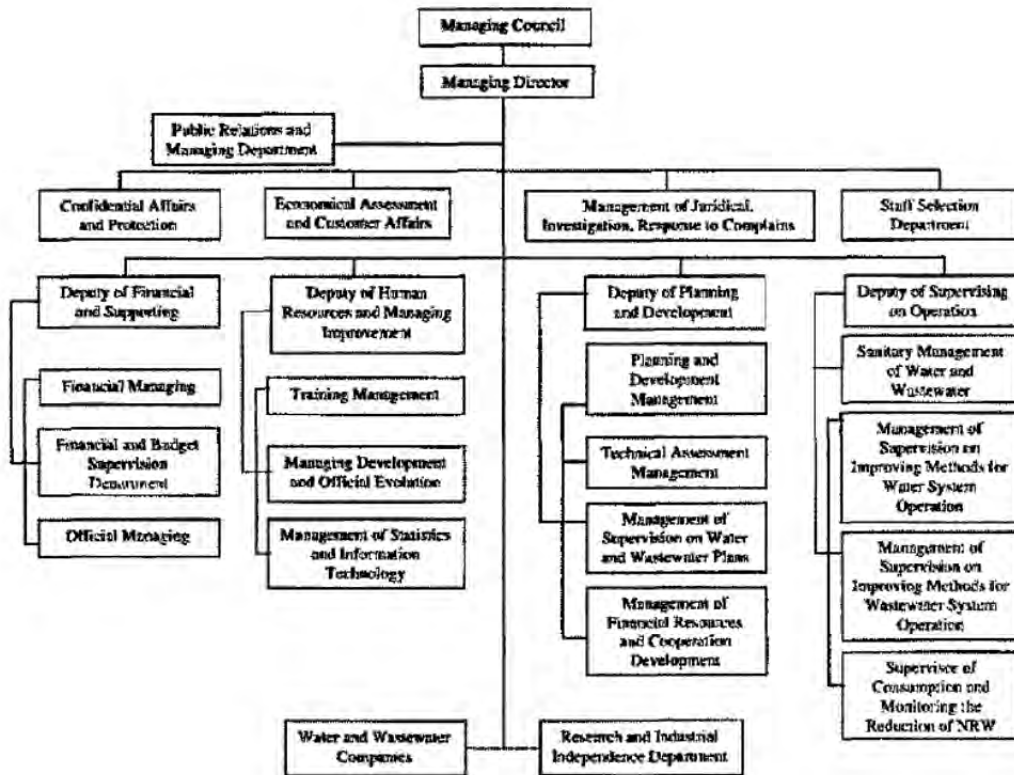 Managing Council
Managing Director
Public Relations and
Managing Department
Confidential Affairs
and Protection
Economical Assessment
and Customer Affairs
Management of Juridical,
Investigation, Response to Complains
Staff Selection
Department
Deputy of Financial
and Supporting
Deputy of Human
Resources and Managing
Improvement
Deputy of Planning
and Development
Deputy of Supervising
on Operation
Financial Managing
Financial and Budget
Supervision
Department
Official Managing
Training Management
Managing Development
and Official Evolution
Management of Statistics
and Information
Technology
Planning and
Development
Management
Technical Assessment
Management
Management of
Supervision on Water
and Wastewater Plans
Management of
Financial Resources
and Cooperation
Development
Sanitary Management
of Water and
Wastewater
Management of
Supervision on
Improving Methods for
Water System
Operation
Management of
Supervision on
Improving Methods for
Wastewater System
Operation
Supervisor of
Consumption and
Monitoring the
Reduction of NRW
Water and Wastewater
Companies
Research and Industrial
Independence Department